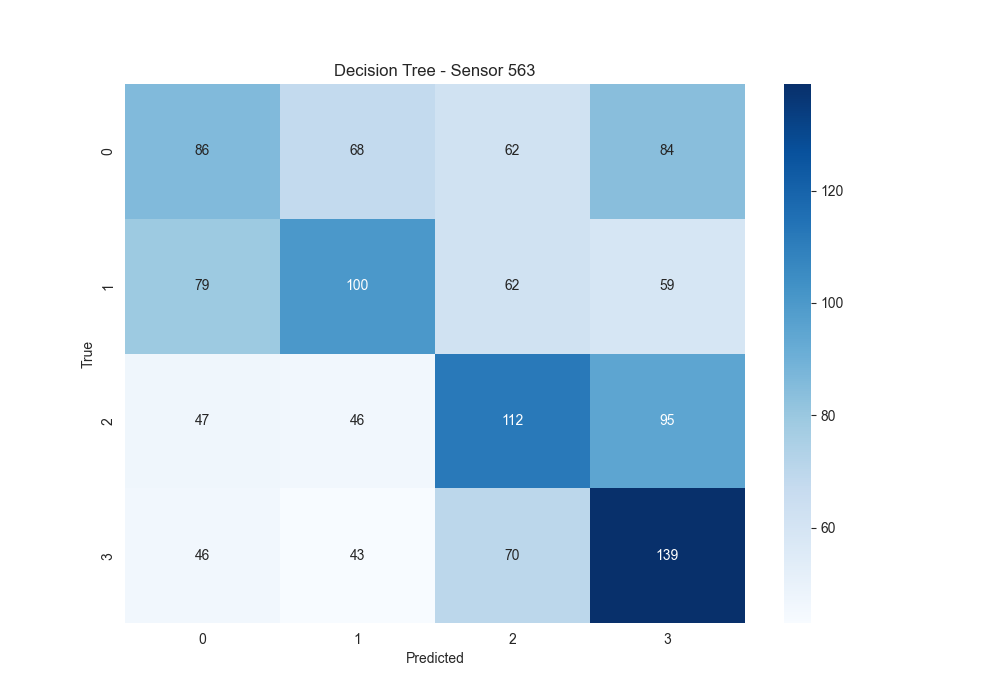 Decision Tree - Sensor 563
0 86 68 62 84
1 79 100 62 59
2 47 46 112 95
3 46 43 70 139
0 1 2 3
Predicted
True
120
100
80
60